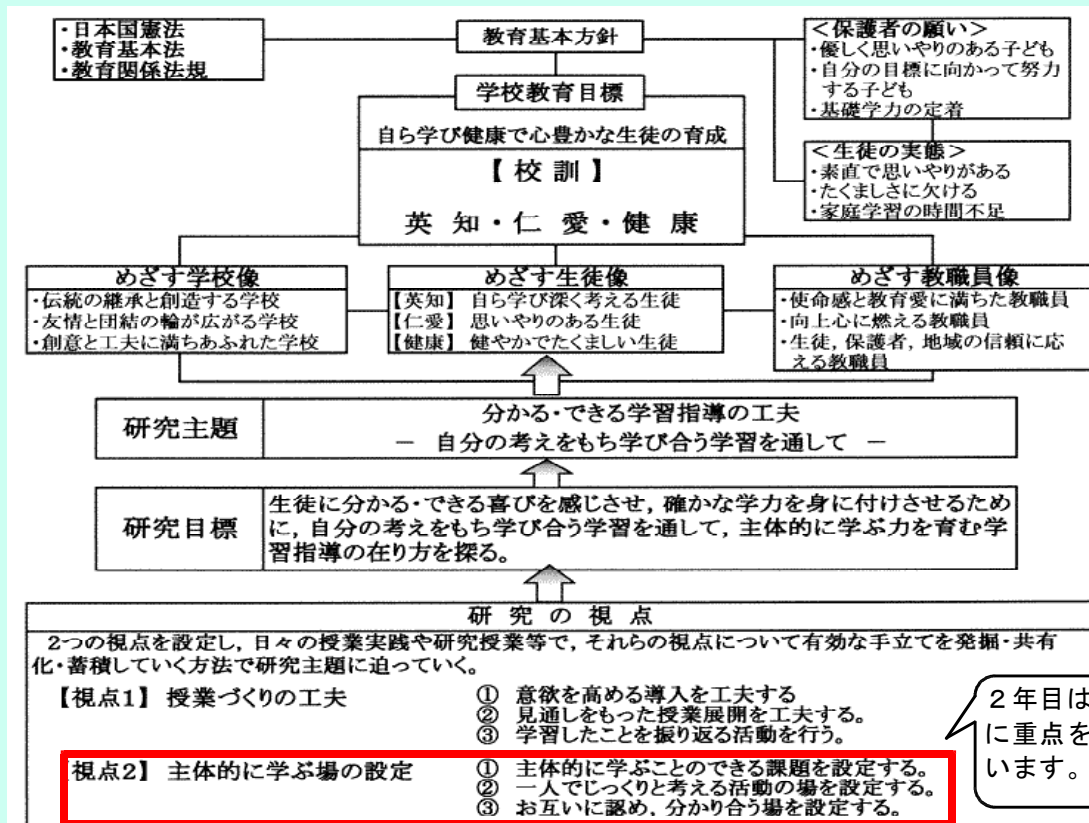 ・日本国憲法
・教育基本法
・教育関係法規
教育基本方針
＜保護者の願い＞
・優しく思いやりのある子ども
・自分の目標に向かって努力
する子ども
・基礎学力の定着
学校教育目標
自ら学び健康で心豊かな生徒の育成
【校訓】
英知・仁愛・健康
＜生徒の実態＞
・素直で思いやりがある
・たくましさに欠ける
・家庭学習の時間不足
めざす学校像
・伝統の継承と創造する学校
・友情と団結の輪が広がる学校
・創意と工夫に満ちあふれた学校
めざす生徒像
【英知】 自ら学び深く考える生徒
【仁愛】 思いやりのある生徒
【健康】 健やかでたくましい生徒
めざす教職員像
・使命感と教育愛に満ちた教職員
・向上心に燃える教職員
・生徒，保護者，地域の信頼に応
える教職員
研究主題
分かる・できる学習指導の工夫
－ 自分の考えをもち学び合う学習を通して －
研究目標
生徒に分かる・できる喜びを感じさせ，確かな学力を身に付けさせるため
に，自分の考えをもち学び合う学習を通して，主体的に学ぶ力を育む学
習指導の在り方を探る。
研究の視点
2つの視点を設定し，日々の授業実践や研究授業等で，それらの視点について有効な手立てを発掘・共有
化・蓄積していく方法で研究主題に迫っていく。
【視点1】 授業づくりの工夫
① 意欲を高める導入を工夫する
② 見通しをもった授業展開を工夫する。
③ 学習したことを振り返る活動を行う。
【視点2】 主体的に学ぶ場の設定
① 主体的に学ぶことのできる課題を設定する。
② 一人でじっくりと考える活動の場を設定する。
③ お互いに認め，分かり合う場を設定する。
２年目は
に重点を
います。